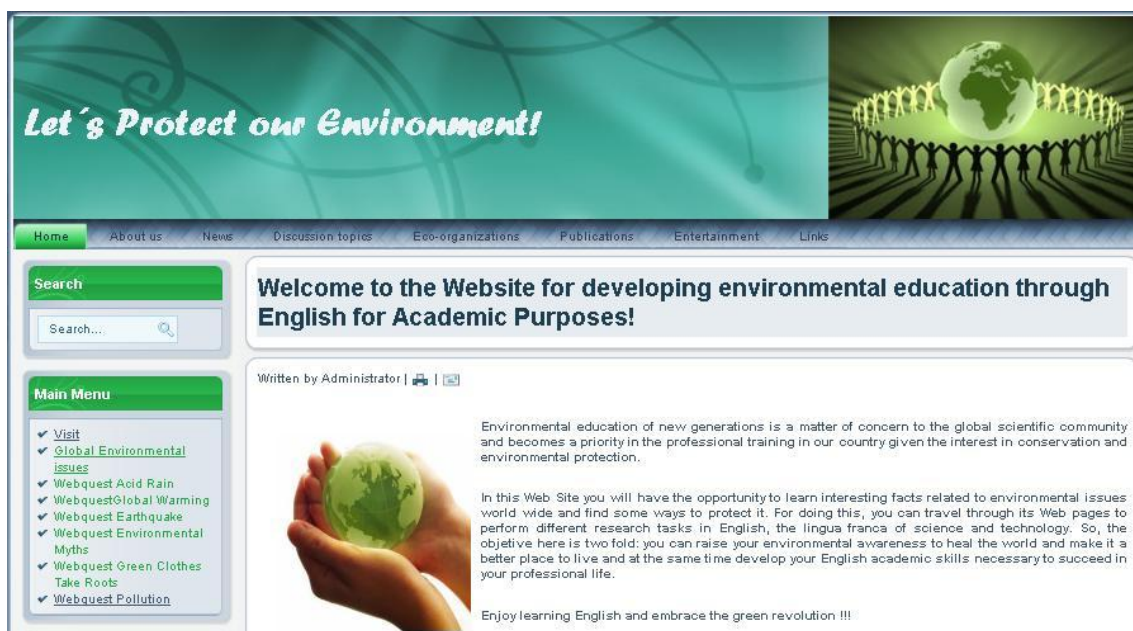 Let´s Protect our Environment!
Home About us News Discussion topics Eco-organizations Publications Entertainment Links
Search
Search...
Main Menu
Visit
Global Environmental
issues
Webquest Acid Rain
WebquestGlobal Warming
Webquest Earthquake
Webquest Environmental
Myths
Webquest Green Clothes
Take Roots
Webquest Pollution
Welcome to the Website for developing environmental education through
English for Academic Purposes!
Written by Administrator | |
Environmental education of new generations is a matter of concern to the global scientific community
and becomes a priority in the professional training in our country given the interest in conservation and
environmental protection.
In this Web Site you will have the opportunity to learn interesting facts related to environmental issues
world wide and find some ways to protect it. For doing this, you can travel through its Web pages to
perform different research tasks in English, the lingua franca of science and technology. So, the
objetive here is two fold: you can raise your environmental awareness to heal the world and make it a
better place to live and at the same time develop your English academic skills necessary to succeed in
your professional life.
Enjoy learning English and embrace the green revolution !!!